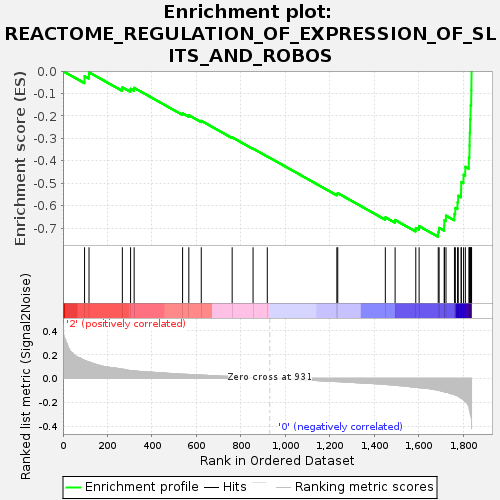 Enrichment plot:
REACTOME_REGULATION_OF_EXPRESSION_OF_SL
ITS_AND_ROBOS
Enrichment score (ES)
0.0
-0.1
-0.2
-0.3
-0.4
-0.5
-0.6
-0.7
Ranked list metric (Signal2Noise)
'2' (positively correlated)
0.4
0.2
0.0
-0.2
-0.4
Zero cross at 931
'0' (negatively correlated)
0 200 400 600 800 1,000 1,200 1,400 1,600 1,800
Rank in Ordered Dataset
Enrichment profile Hits Ranking metric scores